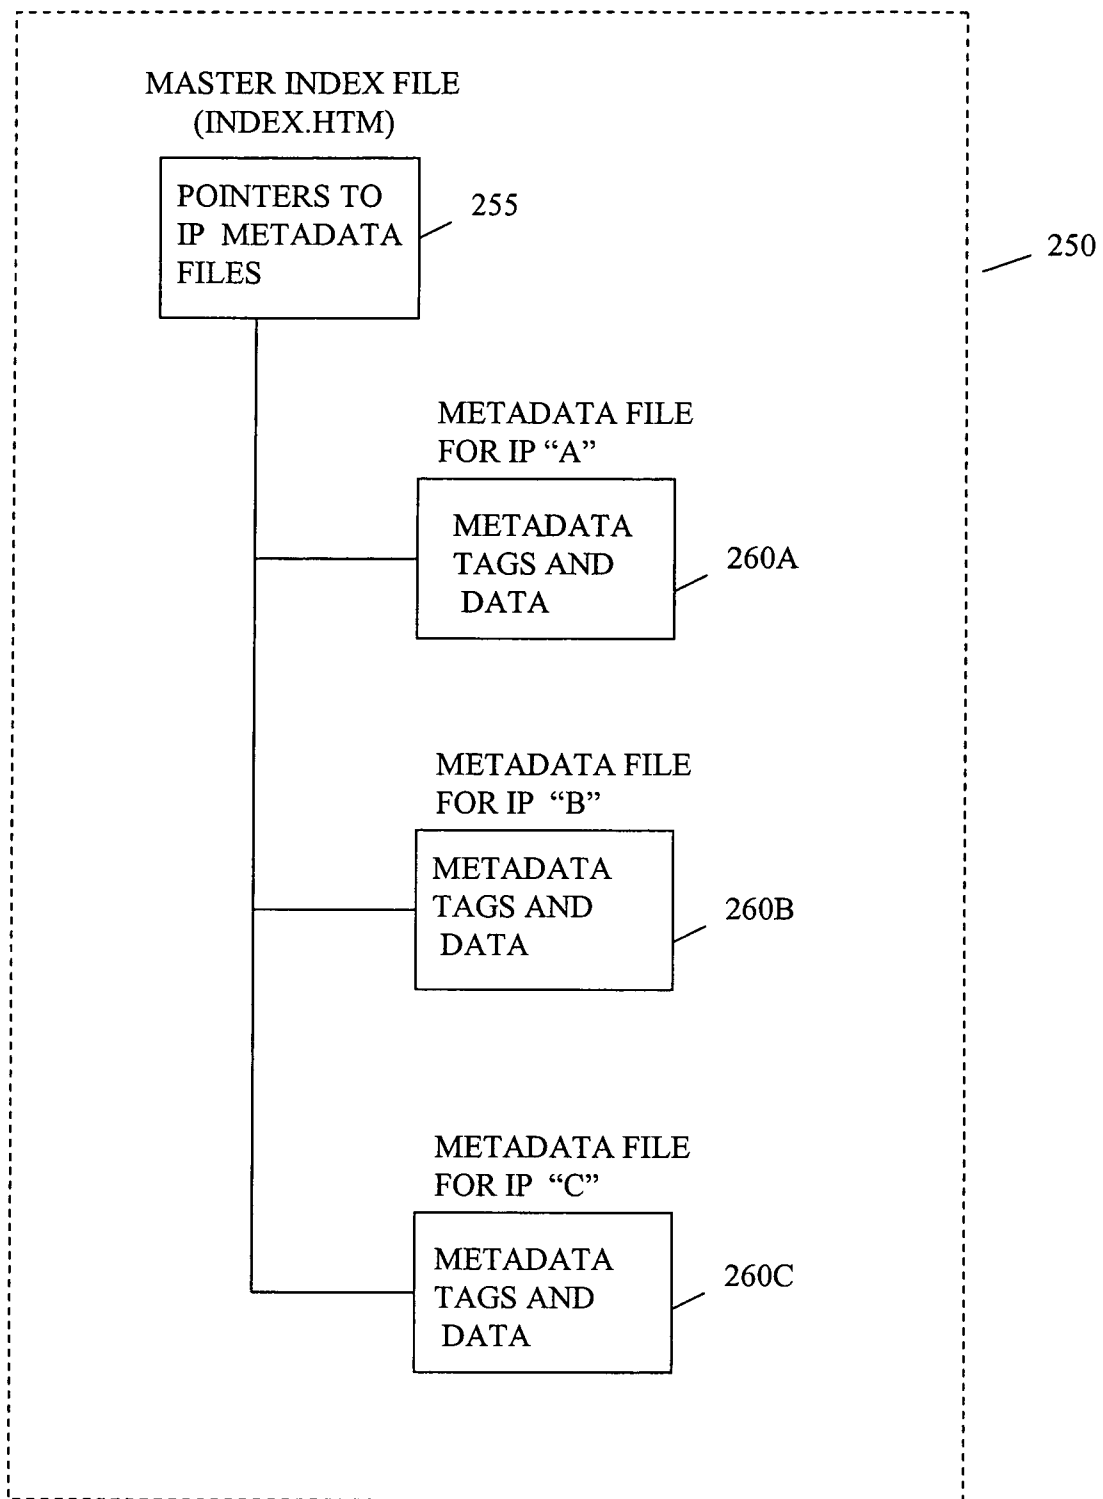 MASTER INDEX FILE
(INDEX.HTM)
POINTERS TO
IP METADATA
FILES
255
250
METADATA FILE
FOR IP “A”
METADATA
TAGS AND
DATA
260A
METADATA FILE
FOR IP “B”
METADATA
TAGS AND
DATA
260B
METADATA FILE
FOR IP “C”
METADATA
TAGS AND
DATA
260C